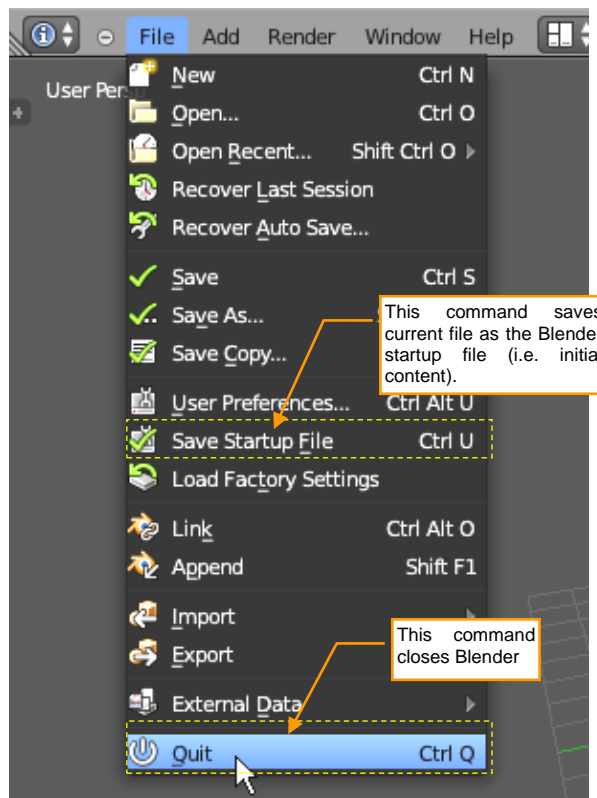 File Add Render Window Help
User Per
New Ctrl N
Open... Ctrl O
Open Recent... Shift Ctrl O
Recover Last Session
Recover Auto Save...
Save Ctrl S
Save As...
Save Copy...
This command saves
current file as the Blende
startup file (i.e. initia
content).
User Preferences... Ctrl Alt U
Save Startup File Ctrl U
Load Factory Settings
Link Ctrl Alt O
Append Shift F1
Import
Export
This command
closes Blender
External Data
Quit Ctrl Q